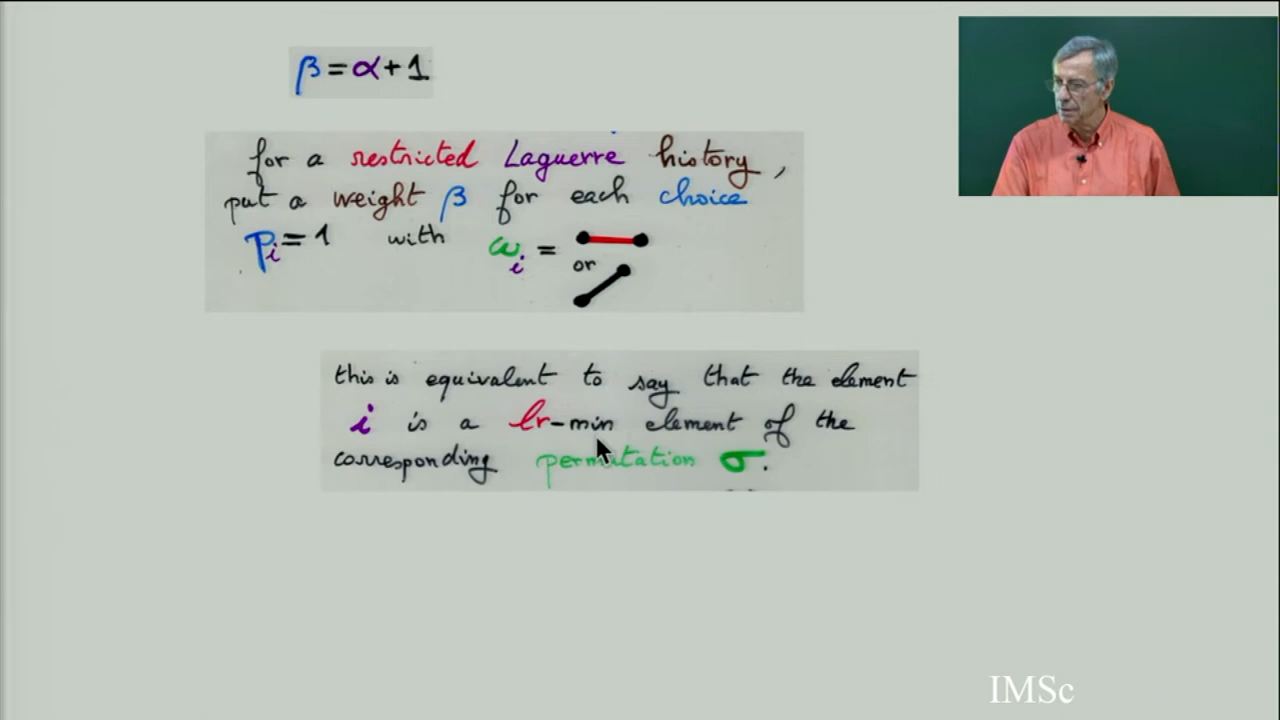 β = α + 1
for a restricted Laguerre history,
put a weight β for each choice
pᵢ = 1 with ωᵢ =
or
this is equivalent to say that the element
i is a lr-min element of the
corresponding permutation σ.
IMSc